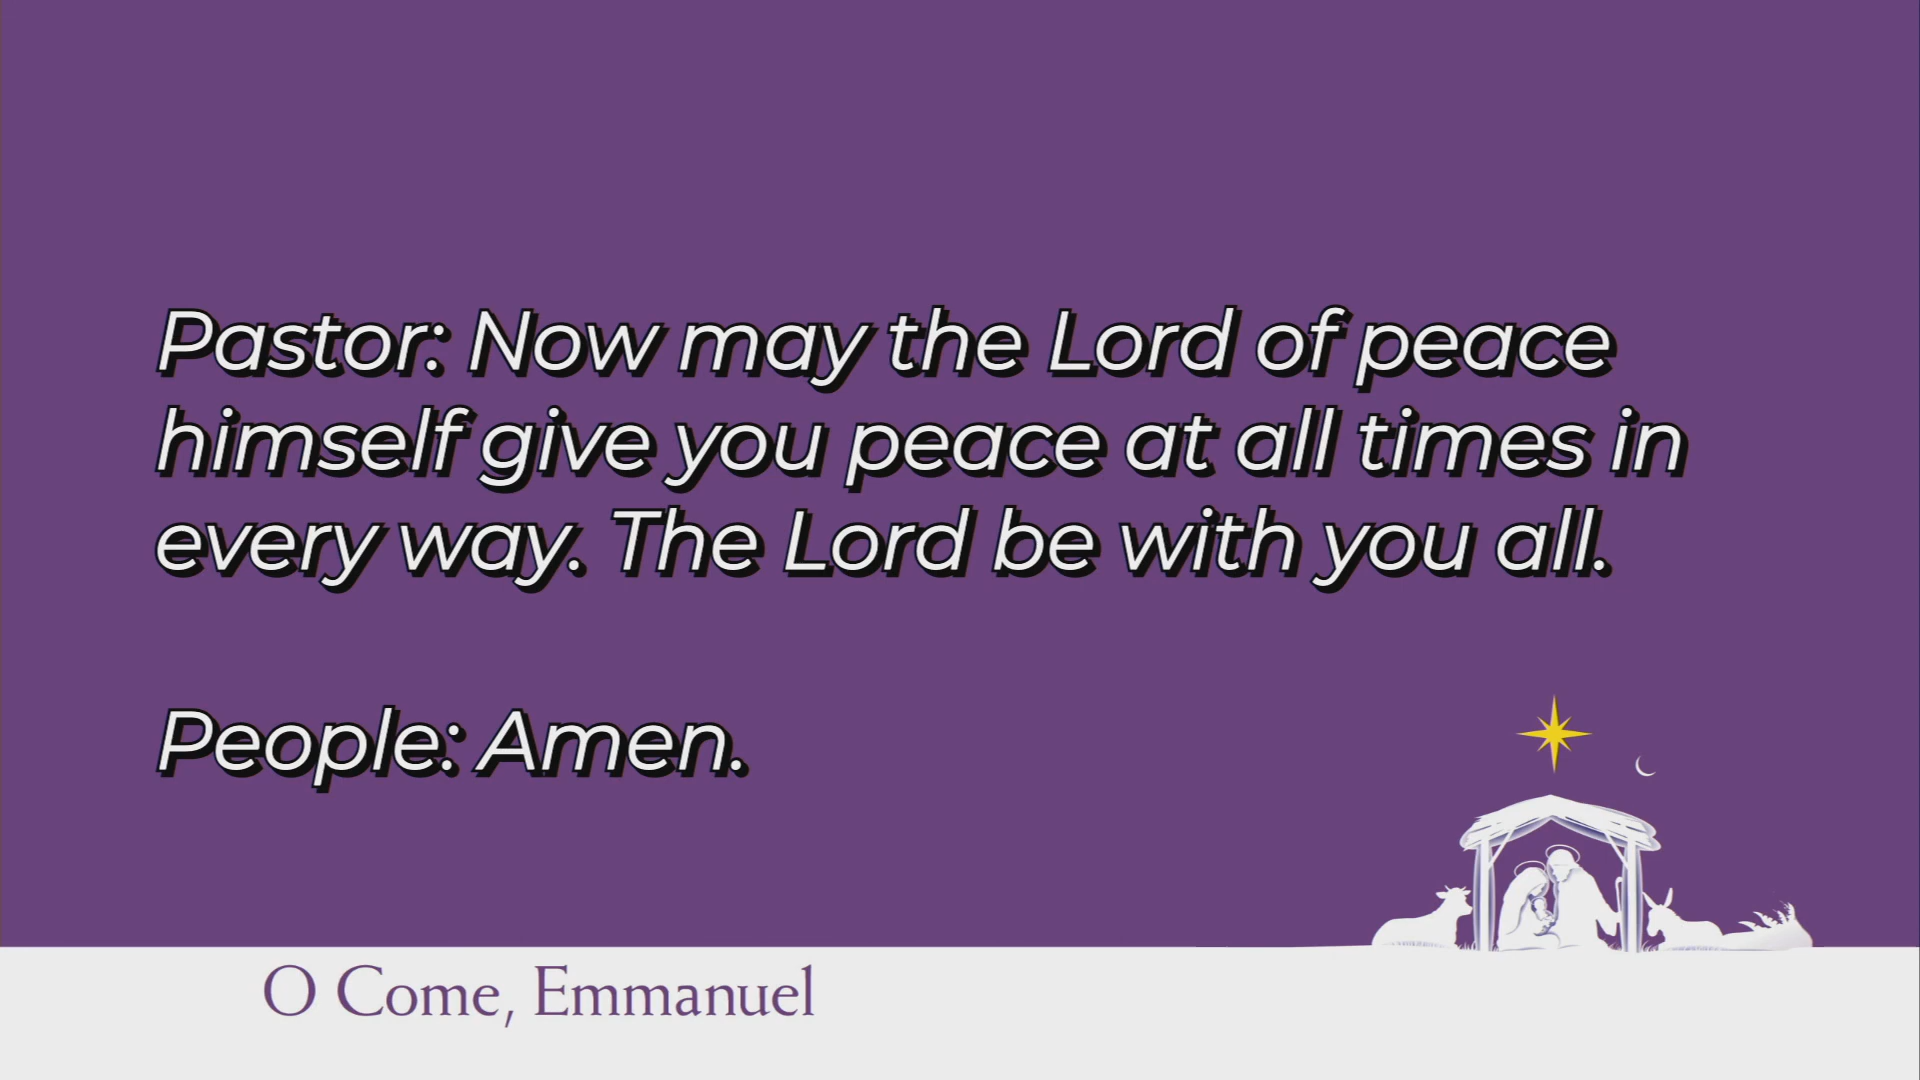 Pastor: Now may the Lord of peace
himself give you peace at all times in
every way. The Lord be with you all.
People: Amen.
O Come, Emmanuel